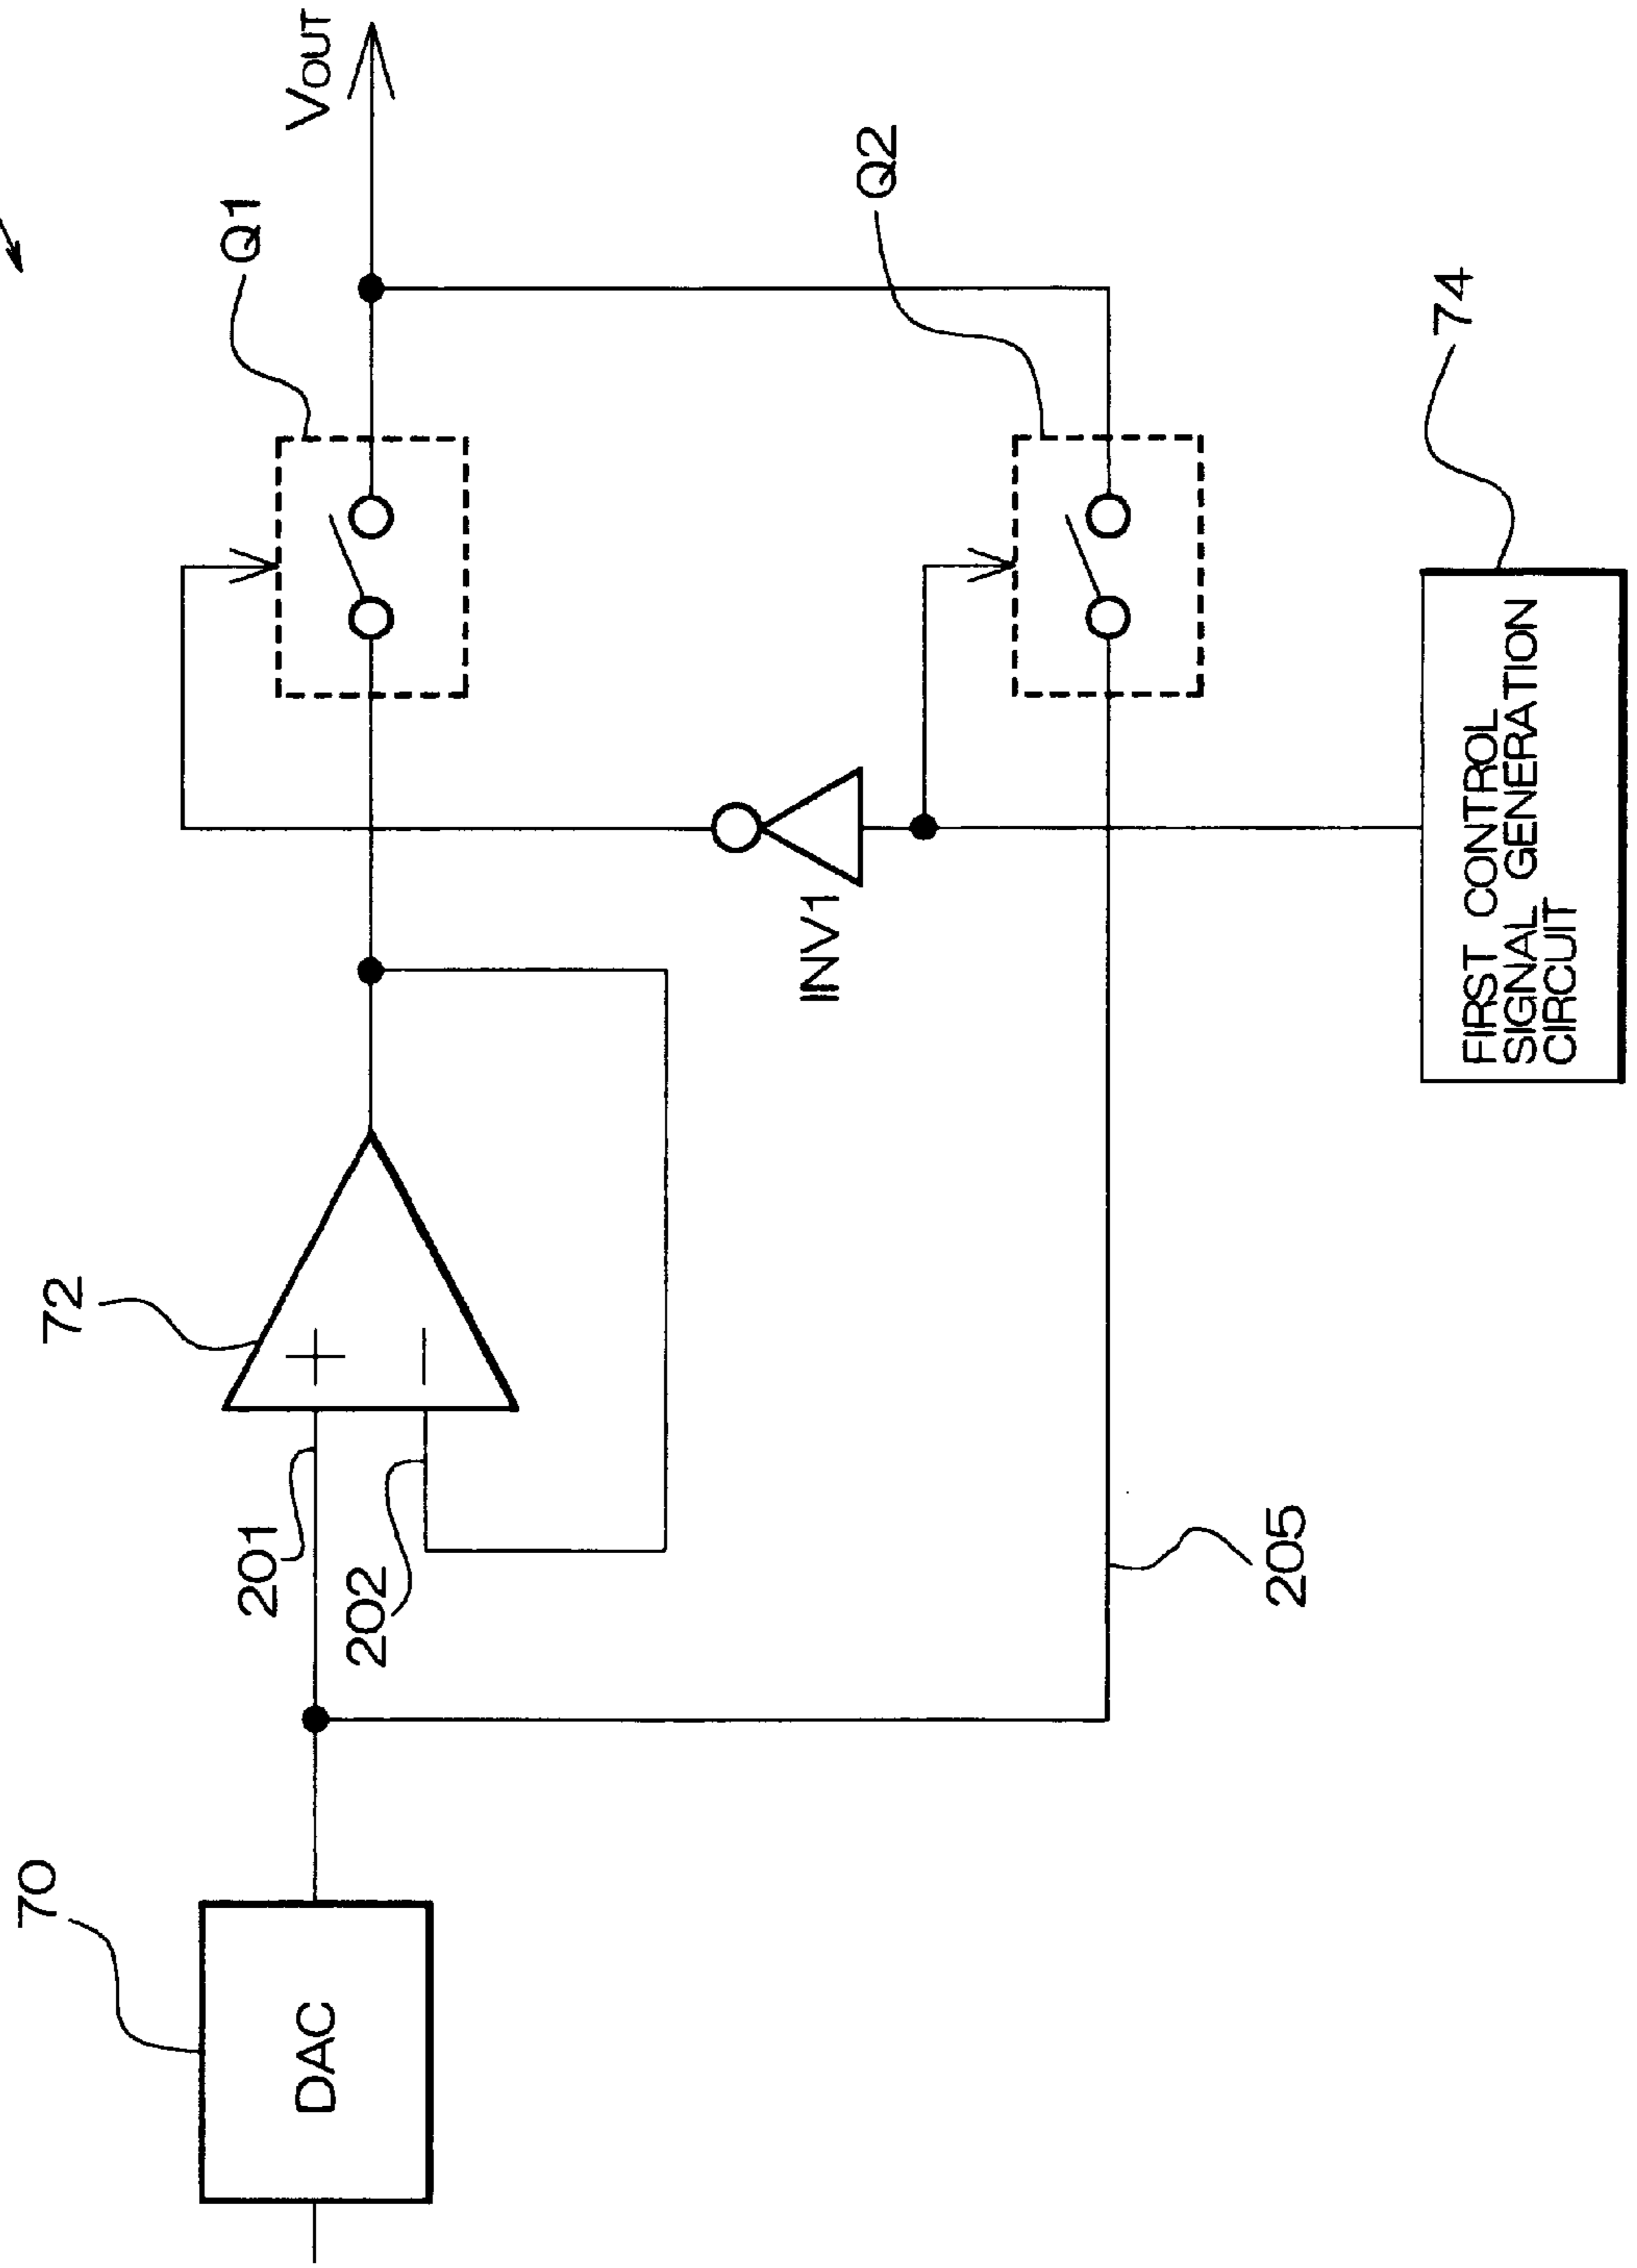 70
DAC
201
202
72
+
−
205
INV1
Q1
Q2
VOUT
74
FIRST CONTROL
SIGNAL GENERATION
CIRCUIT